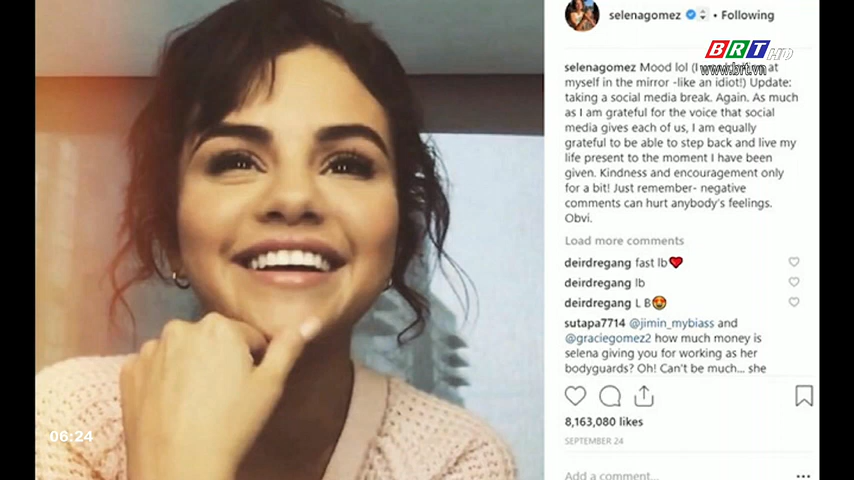 selenagomez • Following
BRT HD
www.brt.vn
selenagomez Mood lol (I at
myself in the mirror -like an idiot!) Update:
taking a social media break. Again. As much
as I am grateful for the voice that social
media gives each of us, I am equally
grateful to be able to step back and live my
life present to the moment I have been
given. Kindness and encouragement only
for a bit! Just remember- negative
comments can hurt anybody's feelings.
Obvi.
Load more comments
deirdregang fast lb❤
deirdregang lb
deirdregang L B😍
sutapa7714 @jimin_mybiass and
@graciegomez2 how much money is
selena giving you for working as her
bodyguards? Oh! Can't be much... she
8,163,080 likes
SEPTEMBER 24
Add a comment...
06:24